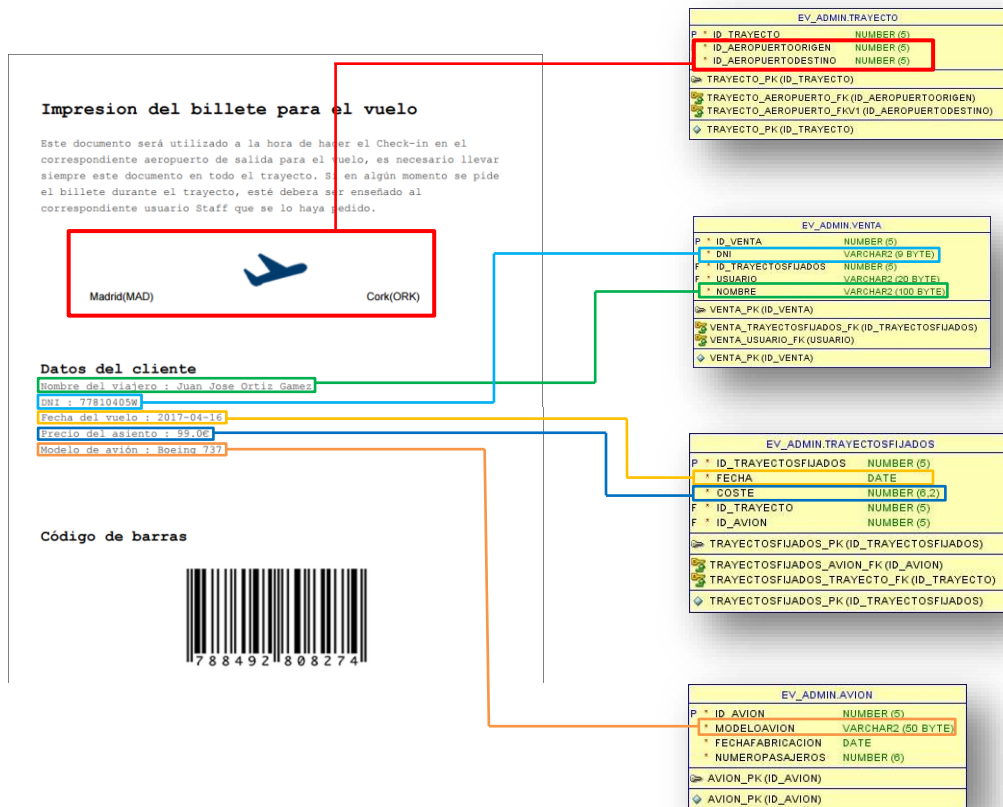 Impresion del billete para el vuelo
Este documento será utilizado a la hora de hacer el Check-in en el
correspondiente aeropuerto de salida para el vuelo, es necesario llevar
siempre este documento en todo el trayecto. Si en algún momento se pide
el billete durante el trayecto, esté debera ser enseñado al
correspondiente usuario Staff que se lo haya pedido.
Madrid(MAD) Cork(ORK)
Datos del cliente
Nombre del viajero : Juan Jose Ortiz Gamez
DNI : 77810405W
Fecha del vuelo : 2017-04-16
Precio del asiento : 99.0€
Modelo de avión : Boeing 737
Código de barras
788492 808274
EV_ADMIN.TRAYECTO
P * ID_TRAYECTO NUMBER (5)
* ID_AEROPUERTOORIGEN NUMBER (5)
* ID_AEROPUERTODESTINO NUMBER (5)
TRAYECTO_PK (ID_TRAYECTO)
TRAYECTO_AEROPUERTO_FK (ID_AEROPUERTOORIGEN)
TRAYECTO_AEROPUERTO_FKV1 (ID_AEROPUERTODESTINO)
TRAYECTO_PK (ID_TRAYECTO)
EV_ADMIN.VENTA
P * ID_VENTA NUMBER (5)
* DNI VARCHAR2 (9 BYTE)
F * ID_TRAYECTOSFIJADOS NUMBER (5)
F * USUARIO VARCHAR2 (20 BYTE)
* NOMBRE VARCHAR2 (100 BYTE)
VENTA_PK (ID_VENTA)
VENTA_TRAYECTOSFIJADOS_FK (ID_TRAYECTOSFIJADOS)
VENTA_USUARIO_FK (USUARIO)
VENTA_PK (ID_VENTA)
EV_ADMIN.TRAYECTOSFIJADOS
P * ID_TRAYECTOSFIJADOS NUMBER (5)
* FECHA DATE
* COSTE NUMBER (6,2)
F * ID_TRAYECTO NUMBER (5)
F * ID_AVION NUMBER (5)
TRAYECTOSFIJADOS_PK (ID_TRAYECTOSFIJADOS)
TRAYECTOSFIJADOS_AVION_FK (ID_AVION)
TRAYECTOSFIJADOS_TRAYECTO_FK (ID_TRAYECTO)
TRAYECTOSFIJADOS_PK (ID_TRAYECTOSFIJADOS)
EV_ADMIN.AVION
P * ID_AVION NUMBER (5)
* MODELOAVION VARCHAR2 (50 BYTE)
* FECHAFABRICACION DATE
* NUMEROPASAJEROS NUMBER (6)
AVION_PK (ID_AVION)
AVION_PK (ID_AVION)